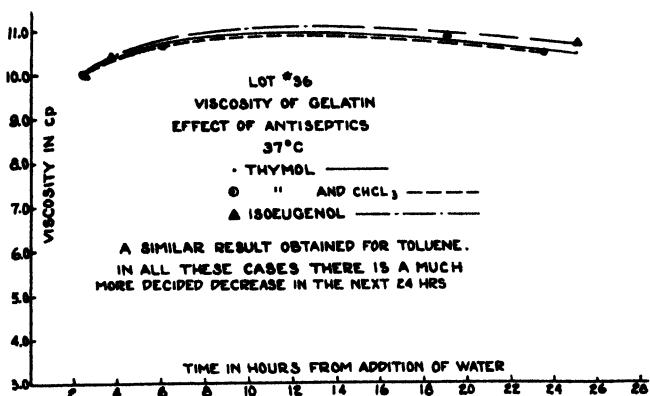 11.0
10.0
9.0
8.0
7.0
6.0
5.0
4.0
3.0
VISCOSITY IN CP
LOT #36
VISCOSITY OF GELATIN
EFFECT OF ANTISEPTICS
37°C
· THYMOL
⊙ " AND CHCL3
▲ ISOEUGENOL
A SIMILAR RESULT OBTAINED FOR TOLUENE.
IN ALL THESE CASES THERE IS A MUCH
MORE DECIDED DECREASE IN THE NEXT 24 HRS
TIME IN HOURS FROM ADDITION OF WATER
2 4 6 8 10 12 14 16 18 20 22 24 26 28